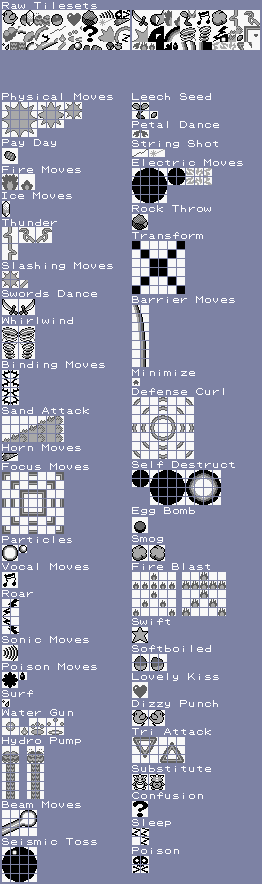 Raw Tilesets
Physical Moves
Pay Day
Fire Moves
Ice Moves
Thunder
Slashing Moves
Swords Dance
Whirlwind
Binding Moves
Sand Attack
Horn Moves
Focus Moves
Particles
Vocal Moves
Roar
Sonic Moves
Poison Moves
Surf
Water Gun
Hydro Pump
Beam Moves
Seismic Toss
Leech Seed
Petal Dance
String Shot
Electric Moves
Rock Throw
Transform
Barrier Moves
Minimize
Defense Curl
Self Destruct
Egg Bomb
Smog
Fire Blast
Swift
Softboiled
Lovely Kiss
Dizzy Punch
Tri Attack
Substitute
Confusion
Sleep
Poison